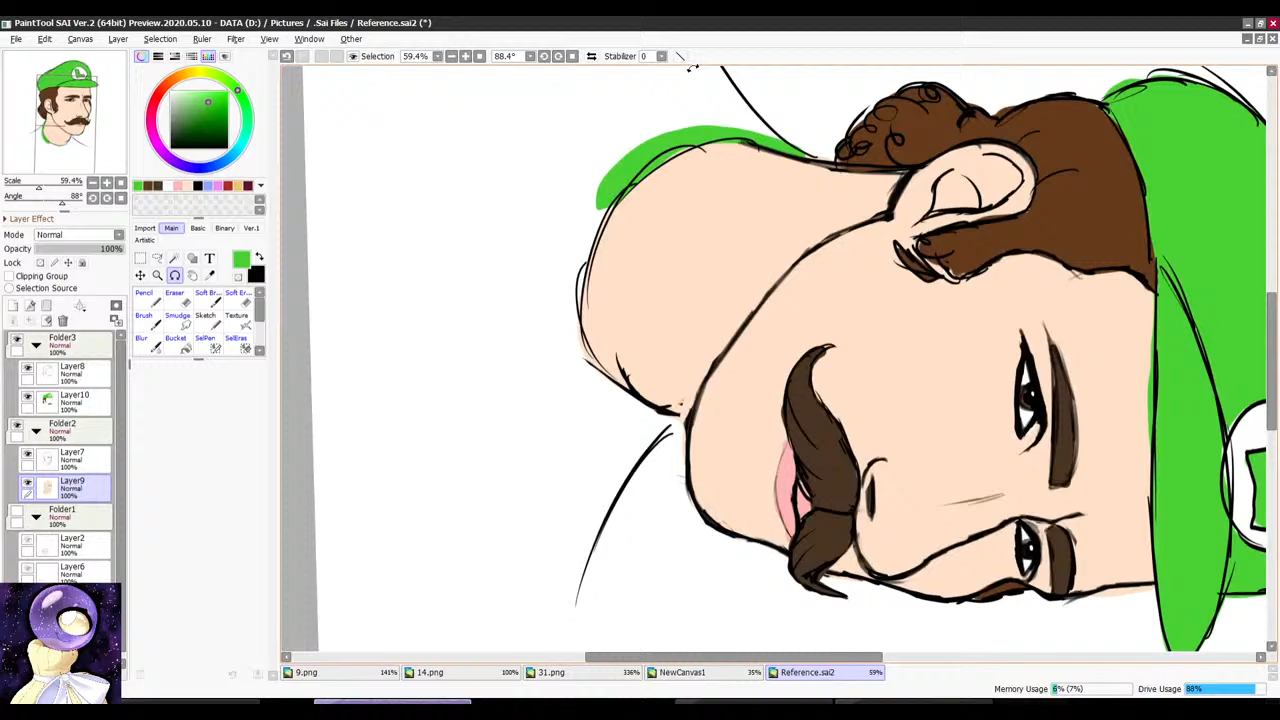 PaintTool SAI Ver.2 (64bit) Preview.2020.05.10 - DATA (D:) / Pictures / .Sai Files / Reference.sai2 (*)
File Edit Canvas Layer Selection Ruler Filter View Window Other
Selection 59.4% 88.4° Stabilizer 0
L
Scale 59.4%
Angle 88°
Layer Effect
Mode Normal
Opacity 100%
Lock
Clipping Group
Selection Source
Folder3
Normal
100%
Layer8
Normal
100%
Layer10
Normal
100%
Folder2
Normal
100%
Layer7
Normal
100%
Layer9
Normal
100%
Folder1
Normal
100%
Layer2
Normal
100%
Layer6
100%
Import Main Basic Binary Ver.1
Artistic
T
Pencil Eraser Soft Br... Soft Er...
Brush Smudge Sketch Texture
Blur Bucket SelPen SelEras
9.png 141% 14.png 100% 31.png 336% NewCanvas1 35% Reference.sai2 59%
Memory Usage 6% (7%) Drive Usage 88%